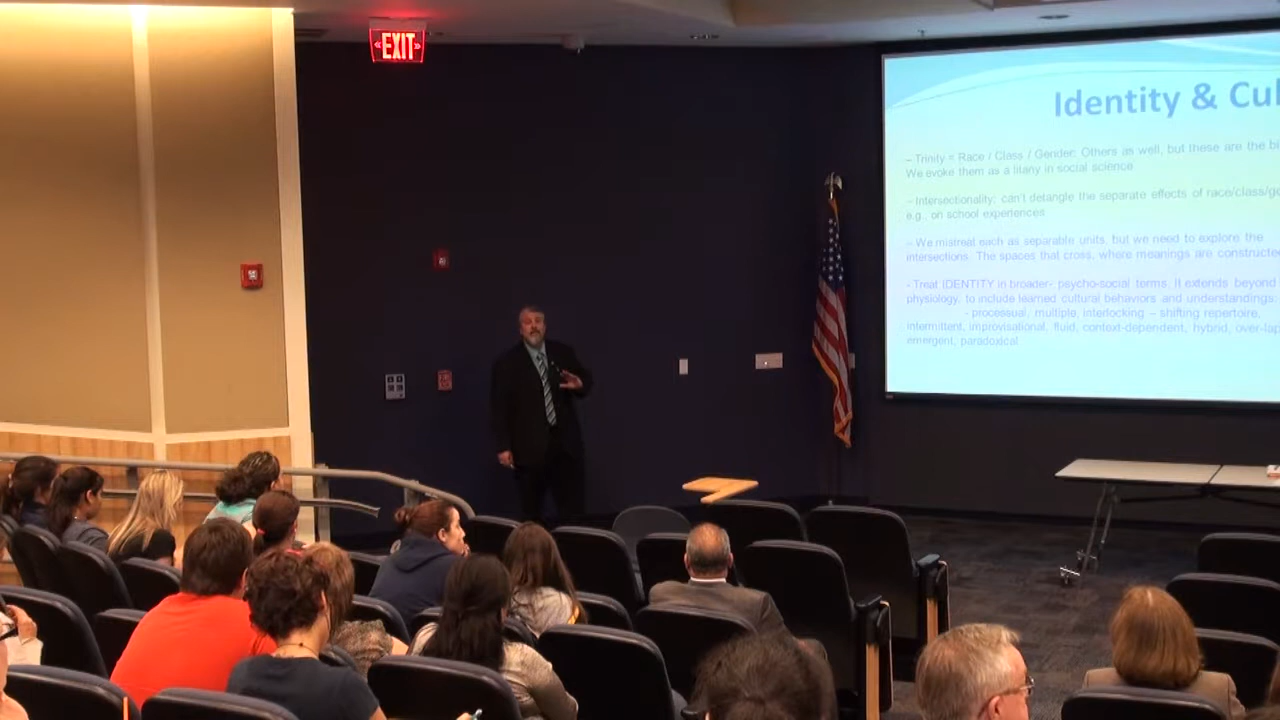 EXIT
Identity & Cul
– Trinity = Race / Class / Gender: Others as well, but these are the bi
We evoke them as a litany in social science
– Intersectionality: can't detangle the separate effects of race/class/ge
e.g., on school experiences
– We mistreat each as separable units, but we need to explore the
intersections. The spaces that cross, where meanings are constructe
- Treat IDENTITY in broader- psycho-social terms. It extends beyond
physiology, to include learned cultural behaviors and understandings:
- processual, multiple, interlocking – shifting repertoire,
intermittent, improvisational, fluid, context-dependent, hybrid, over-lap
emergent, paradoxical